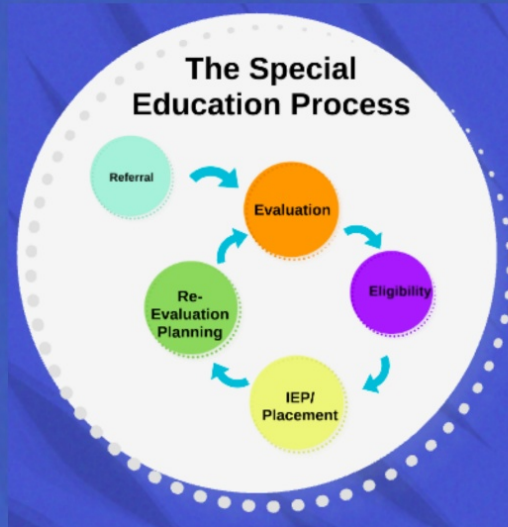 The Special
Education Process
Referral
Evaluation
Eligibility
IEP/
Placement
Re-
Evaluation
Planning